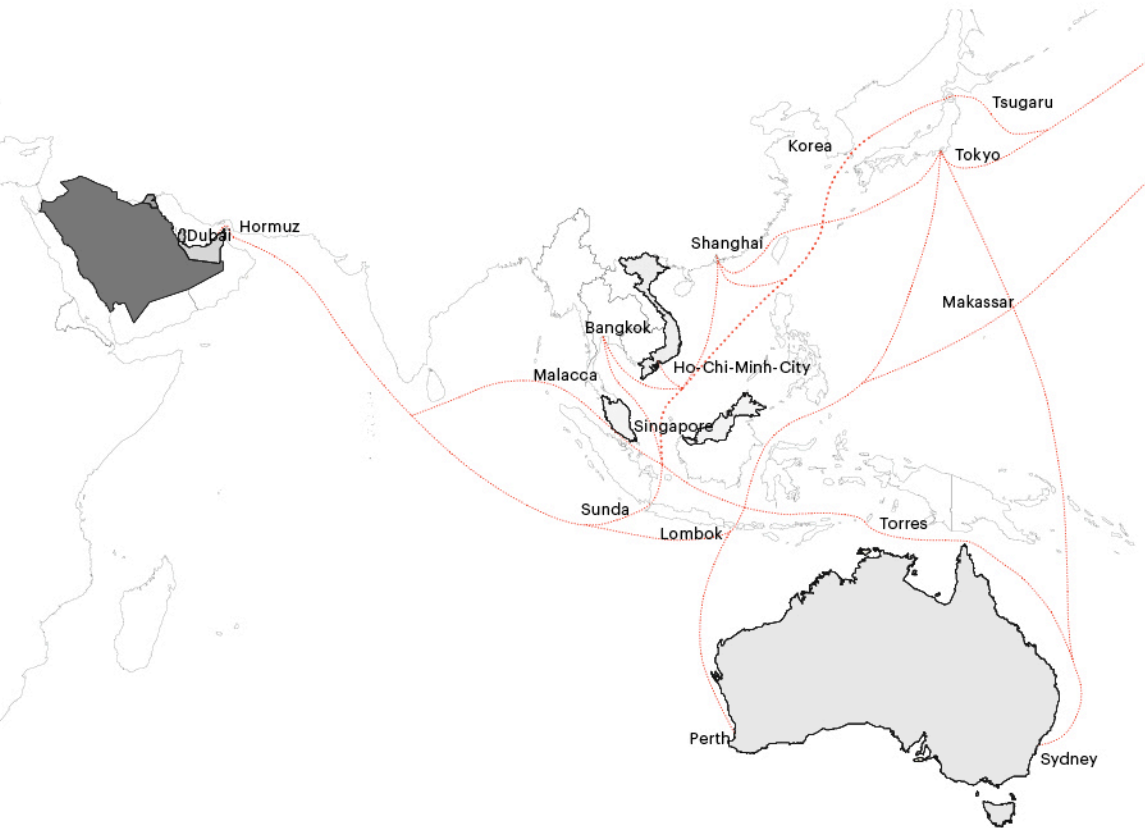 Tsugaru
Korea
Tokyo
Hormuz
Dubai
Shanghai
Makassar
Bangkok
Ho-Chi-Minh-City
Malacca
Singapore
Sunda
Torres
Lombok
Perth
Sydney